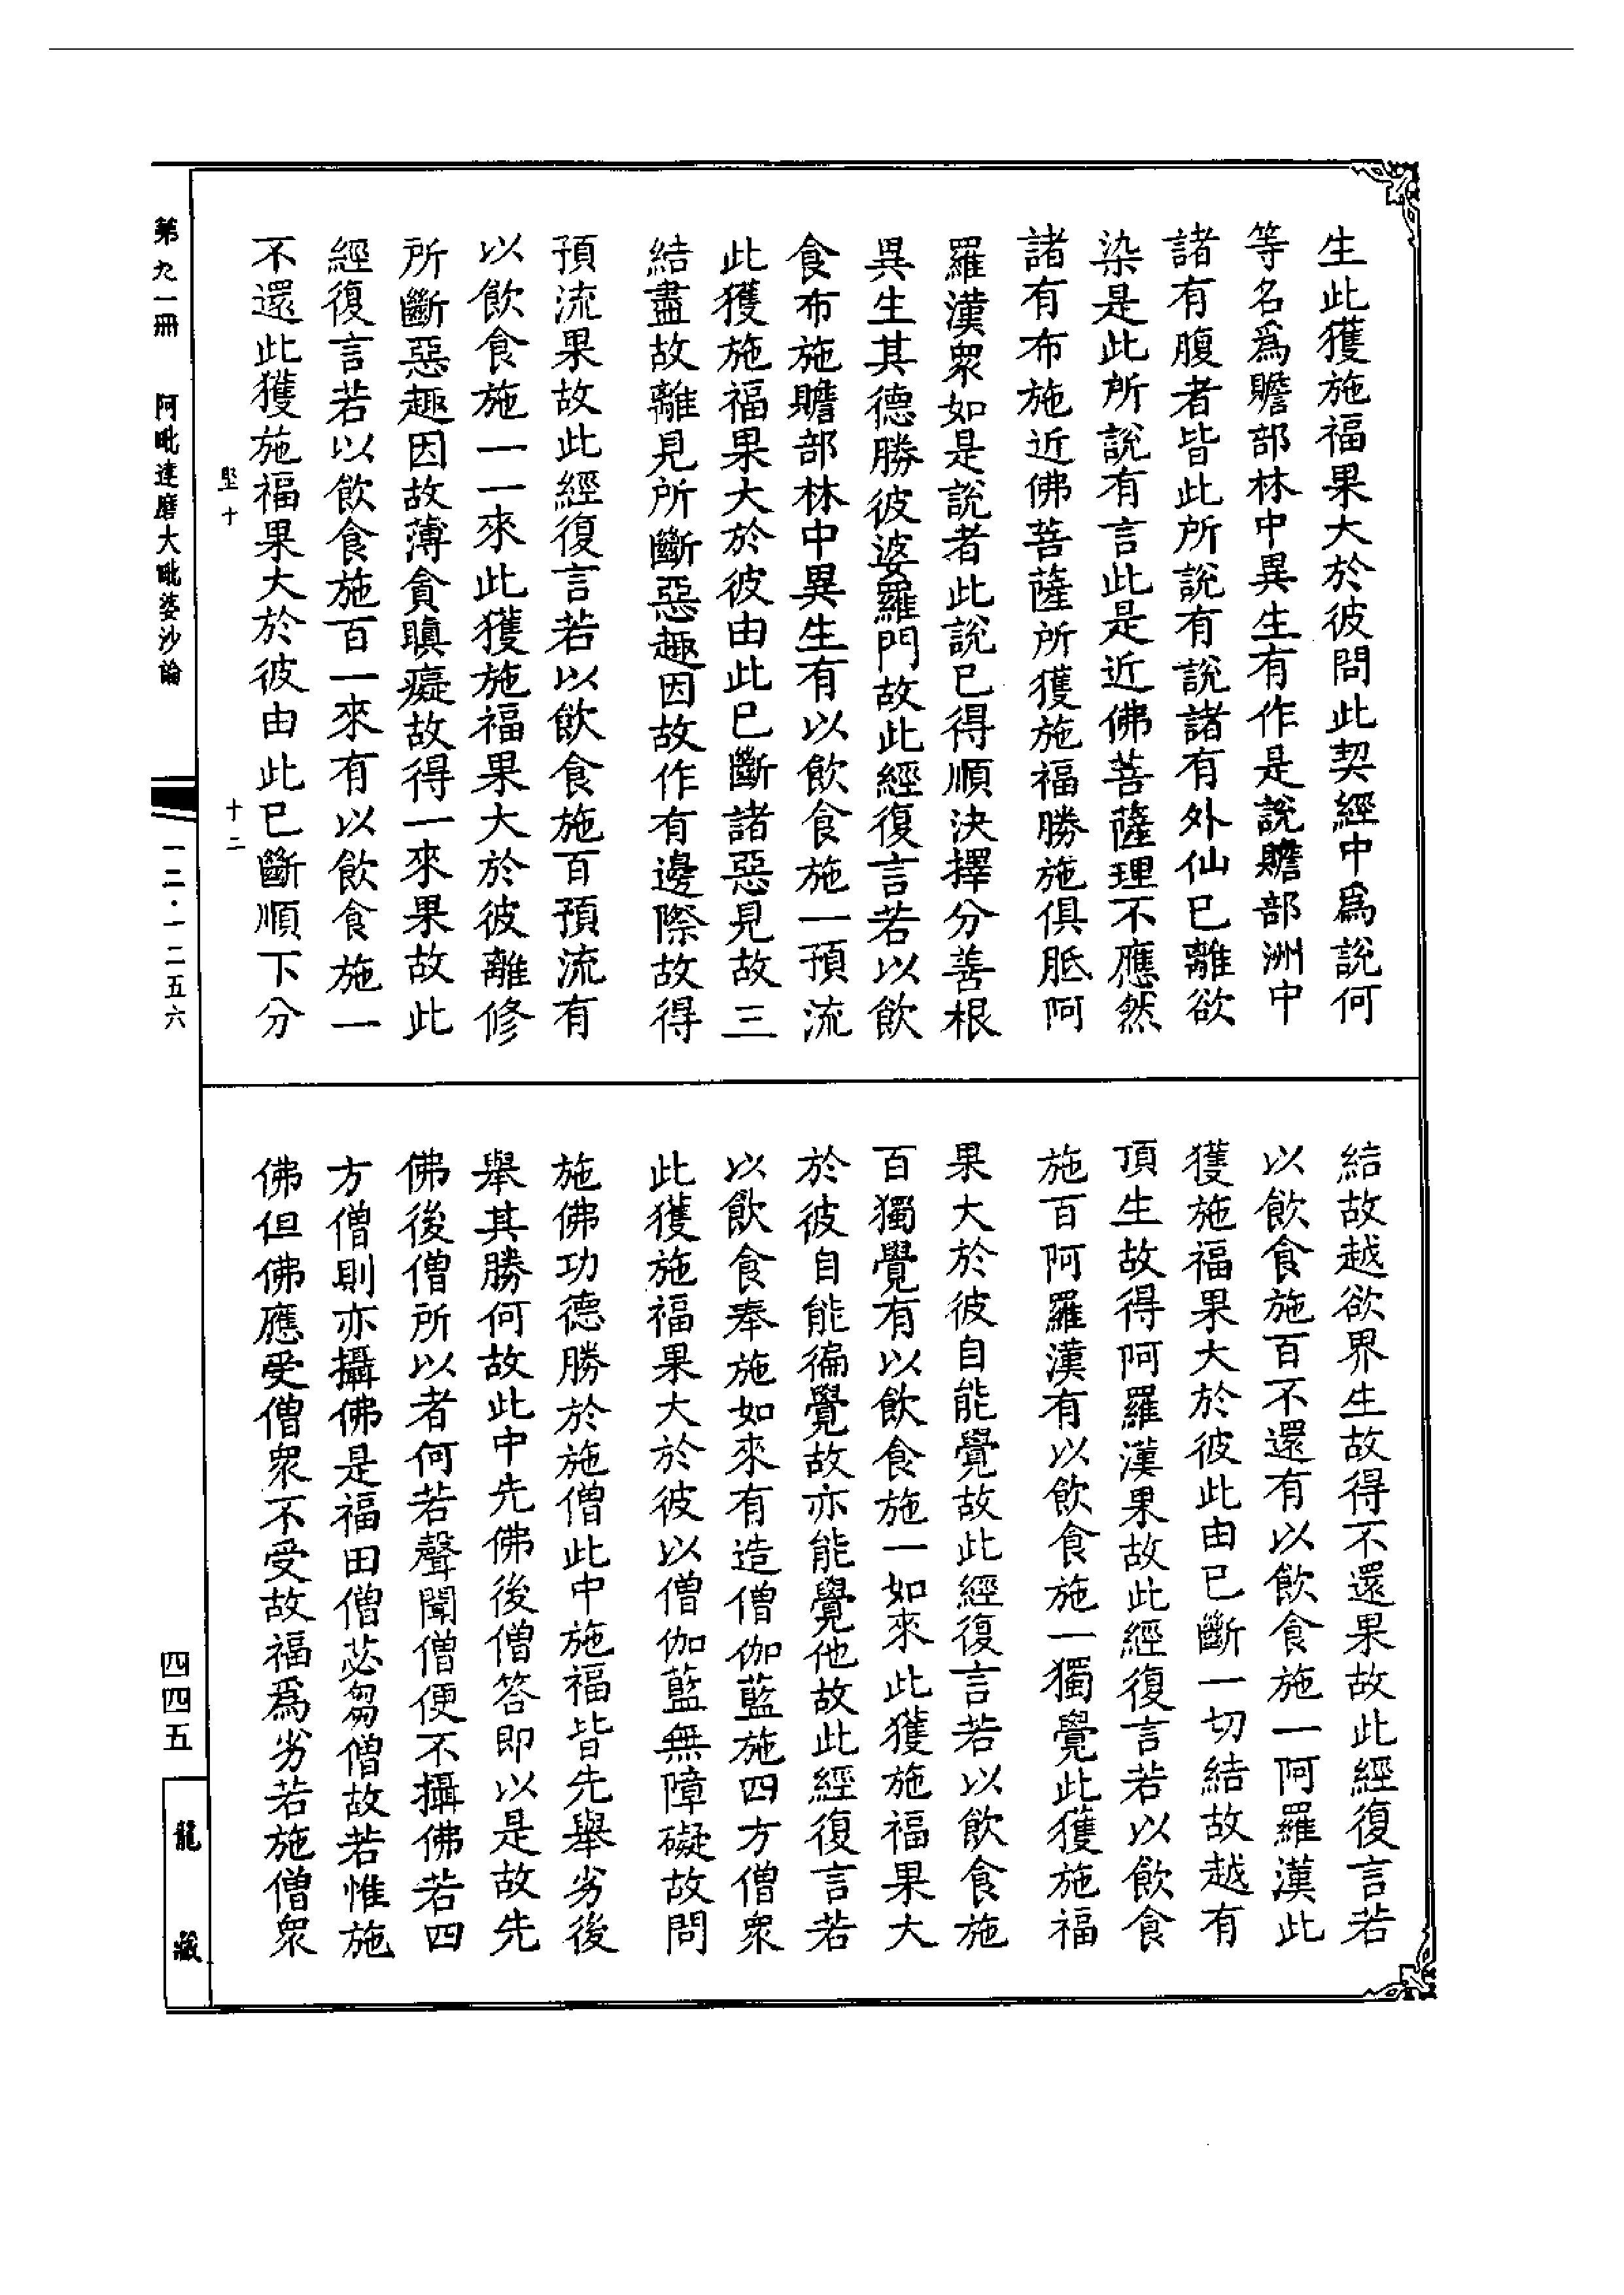 生此獲施福果大於彼問此契經中爲說何
等名爲贍部林中異生有作是說贍部洲中
諸有腹者皆此所說有說諸有外仙已離欲
染是此所說有言此是近佛菩薩理不應然
諸有布施近佛菩薩所獲施福勝施俱胝阿
羅漢衆如是說者此說已得順決擇分善根
異生其德勝彼婆羅門故此經復言若以飲
食布施贍部林中異生有以飲食施一預流
此獲施福果大於彼由此已斷諸惡見故三
結盡故離見所斷惡趣因故作有邊際故得
預流果故此經復言若以飲食施百預流有
以飲食施一一來此獲施福果大於彼離修
所斷惡趣因故薄貪瞋癡故得一來果故此
經復言若以飲食施百一來有以飲食施一
不還此獲施福果大於彼由此已斷順下分
結故越欲界生故得不還果故此經復言若
以飲食施百不還有以飲食施一阿羅漢此
獲施福果大於彼此由已斷一切結故越有
頂生故得阿羅漢果故此經復言若以飲食
施百阿羅漢有以飲食施一獨覺此獲施福
果大於彼自能覺故此經復言若以飲食施
百獨覺有以飲食施一如來此獲施福果大
於彼自能徧覺故亦能覺他故此經復言若
以飲食奉施如來有造僧伽藍施四方僧衆
此獲施福果大於彼以僧伽藍無障礙故問
施佛功德勝於施僧此中施福皆先舉劣後
舉其勝何故此中先佛後僧答即以是故先
佛後僧所以者何若聲聞僧便不攝佛若四
方僧則亦攝佛是福田僧苾芻僧故若惟施
佛但佛應受僧衆不受故福爲劣若施僧衆
堅十
十二
第九一冊
阿毗達磨大毗婆沙論
一二·一二五六
四四五
龍藏